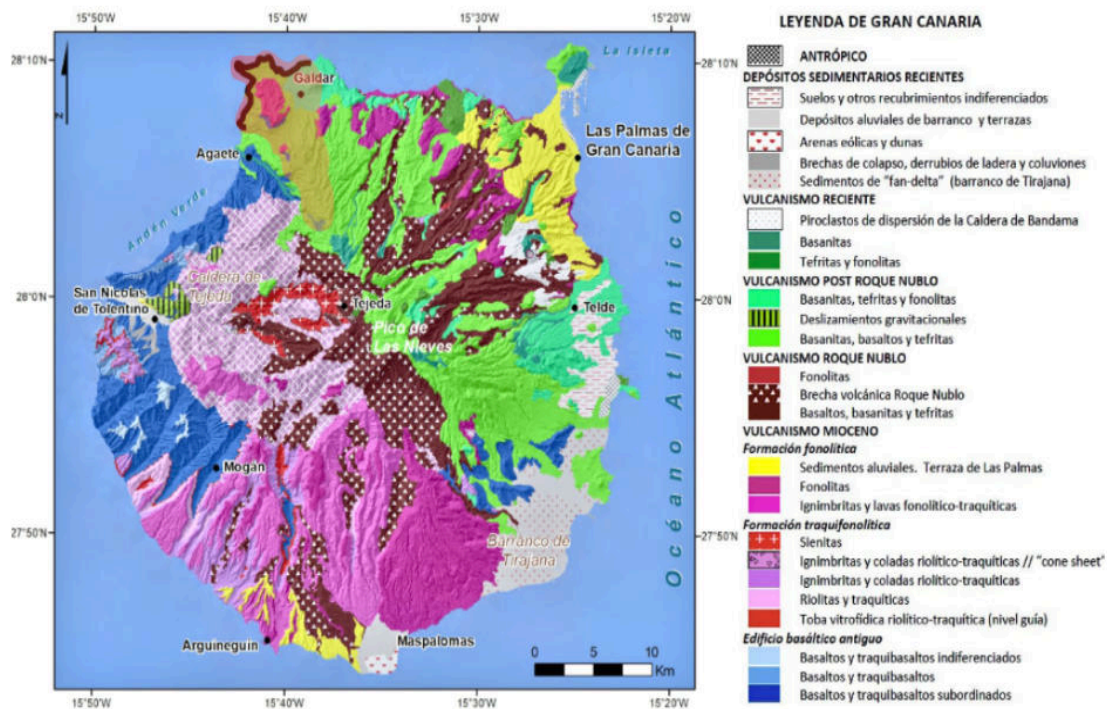 15°50'O
15°40'O
15°30'O
15°20'O
28°10'N
28°10'N
La Isleta
Galdar
z
Las Palmas de
Gran Canaria
Agaete
Andén Verde
Caldera de
Tejeda
28°0'N
28°0'N
San Nicolas
de Tolentino
Tejeda
Telde
Pico de
Las Nieves
Océano Atlántico
Mogan
27°50'N
27°50'N
Barranco de
Tirajana
Arguineguin
Maspalomas
0 5 10
Km
15°50'O
15°40'O
15°30'O
15°20'O
LEYENDA DE GRAN CANARIA
ANTRÓPICO
DEPÓSITOS SEDIMENTARIOS RECIENTES
Suelos y otros recubrimientos indiferenciados
Depósitos aluviales de barranco y terrazas
Arenas eólicas y dunas
Brechas de colapso, derrubios de ladera y coluviones
Sedimentos de "fan-delta" (barranco de Tirajana)
VULCANISMO RECIENTE
Piroclastos de dispersión de la Caldera de Bandama
Basanitas
Tefritas y fonolitas
VULCANISMO POST ROQUE NUBLO
Basanitas, tefritas y fonolitas
Deslizamientos gravitacionales
Basanitas, basaltos y tefritas
VULCANISMO ROQUE NUBLO
Fonolitas
Brecha volcánica Roque Nublo
Basaltos, basanitas y tefritas
VULCANISMO MIOCENO
Formación fonolítica
Sedimentos aluviales. Terraza de Las Palmas
Fonolitas
Ignimbritas y lavas fonolítico-traquíticas
Formación traquifonolítica
Sienitas
Ignimbritas y coladas riolítico-traquíticas // "cone sheet"
Ignimbritas y coladas riolítico-traquíticas
Riolitas y traquíticas
Toba vitrofídica riolítico-traquítica (nivel guía)
Edificio basáltico antiguo
Basaltos y traquibasaltos indiferenciados
Basaltos y traquibasaltos
Basaltos y traquibasaltos subordinados